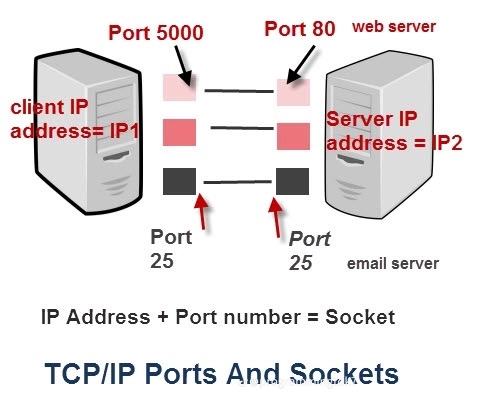 Port 5000
Port 80 web server
client IP
address= IP1
Server IP
address = IP2
Port
25
Port
25 email server
IP Address + Port number = Socket
TCP/IP Ports And Sockets